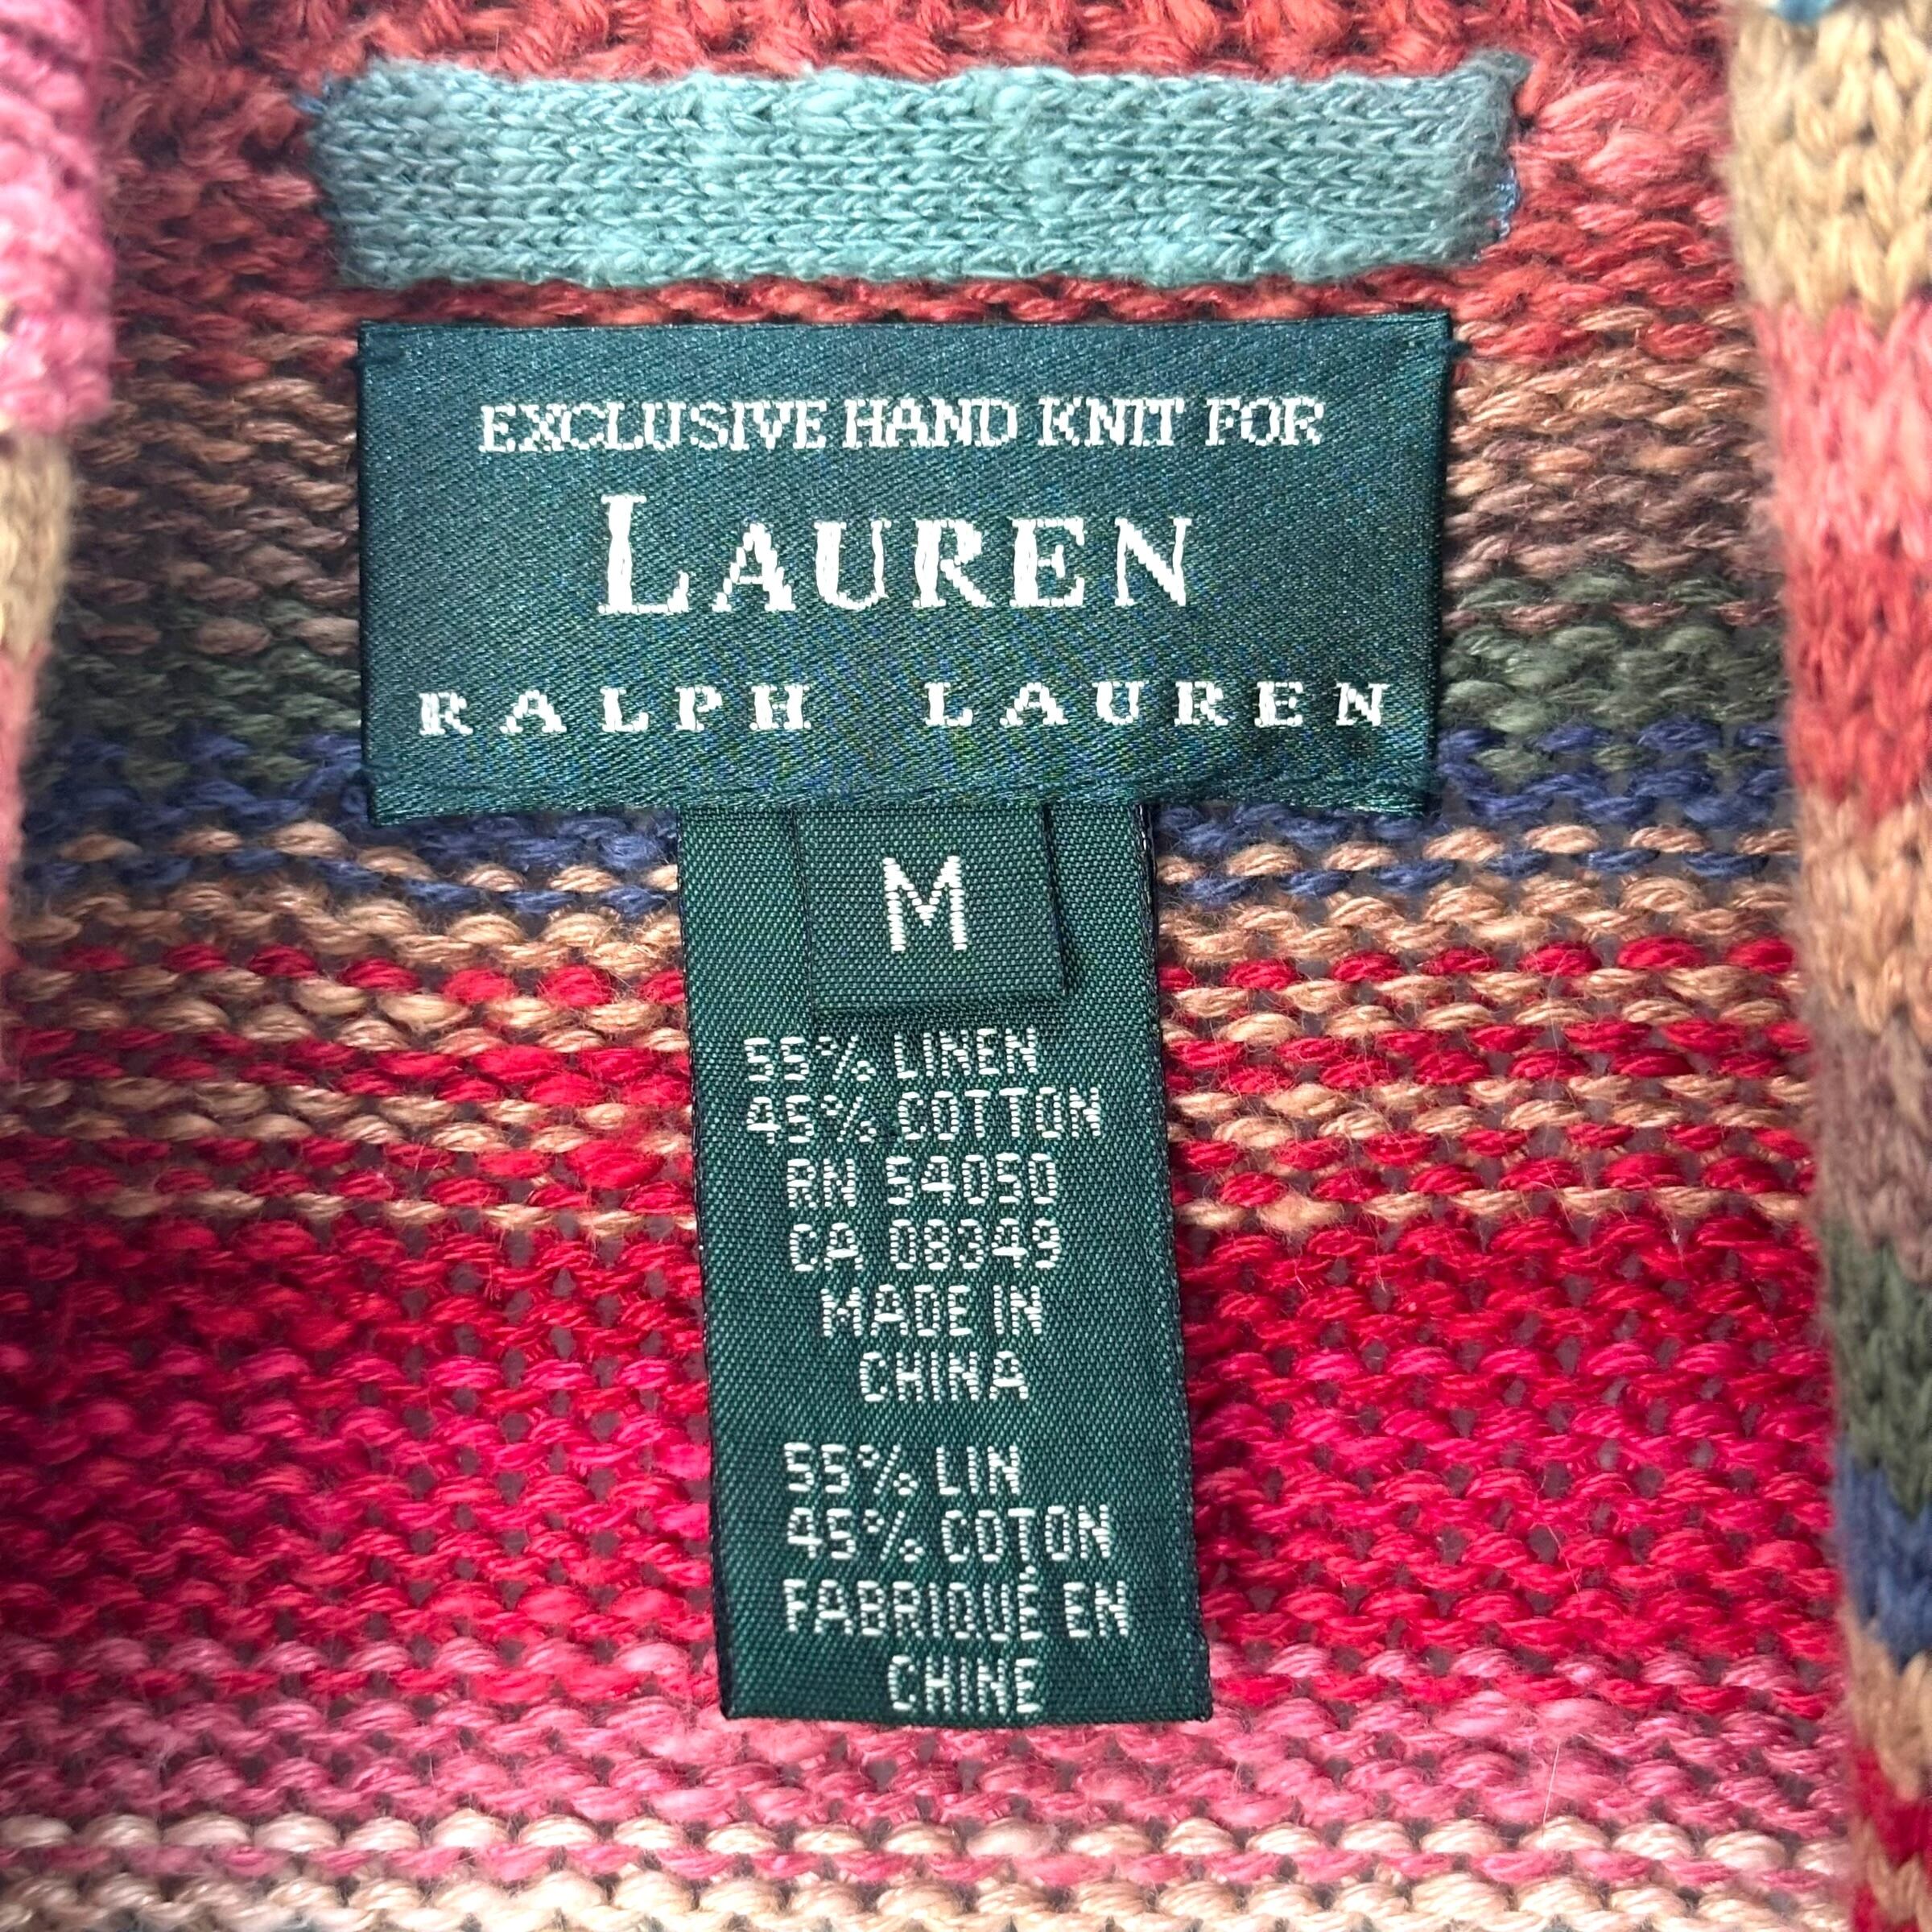 EXCLUSIVE HAND KNIT FOR
LAUREN
RALPH LAUREN
M
55% LINEN
45% COTTON
RN 54050
CA 08349
MADE IN
CHINA
55% LIN
45% COTON
FABRIQUÉ EN
CHINE